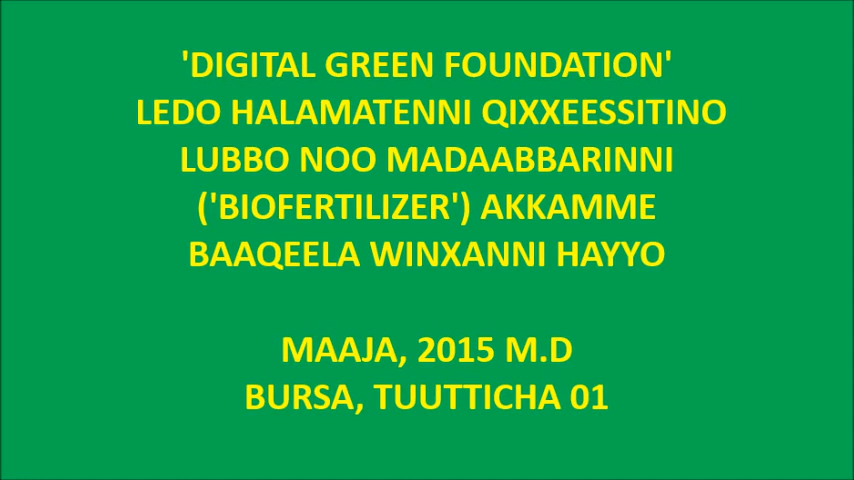 'DIGITAL GREEN FOUNDATION'
LEDO HALAMATENNI QIXXEESSITINO
LUBBO NOO MADAABBARINNI
('BIOFERTILIZER') AKKAMME
BAAQEELA WINXANNI HAYYO
MAAJA, 2015 M.D
BURSA, TUUTTICHA 01